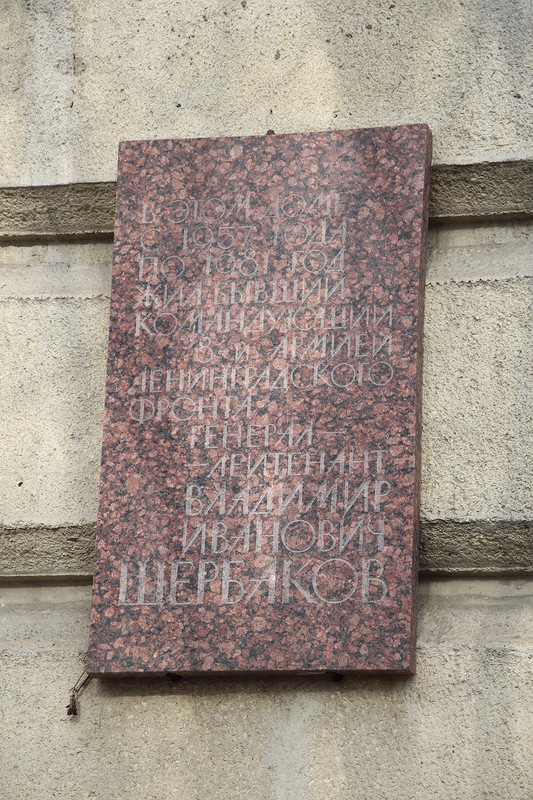 В ЭТОМ ДОМЕ
С 1957 ГОДА
ПО 1981 ГОД
ЖИЛ БЫВШИЙ
КОМАНДУЮЩИЙ
8-Й АРМИЕЙ
ЛЕНИНГРАДСКОГО
ФРОНТА
ГЕНЕРАЛ–
–ЛЕЙТЕНАНТ
ВЛАДИМИР
ИВАНОВИЧ
ЩЕРБАКОВ